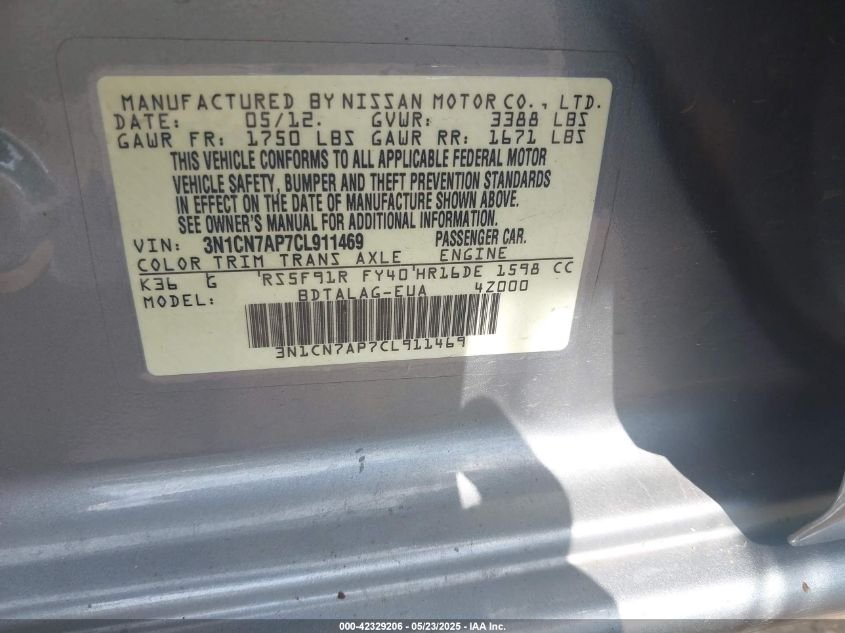 MANUFACTURED BY NISSAN MOTOR CO., LTD.
DATE: 05/12. GVWR: 3388 LBS
GAWR FR: 1750 LBS GAWR RR: 1671 LBS
THIS VEHICLE CONFORMS TO ALL APPLICABLE FEDERAL MOTOR
VEHICLE SAFETY, BUMPER AND THEFT PREVENTION STANDARDS
IN EFFECT ON THE DATE OF MANUFACTURE SHOWN ABOVE.
SEE OWNER'S MANUAL FOR ADDITIONAL INFORMATION.
VIN: 3N1CN7AP7CL911469 PASSENGER CAR.
COLOR TRIM TRANS AXLE ENGINE
K36 G RS5F91R FY40 HR16DE 1598 CC
MODEL: BDTALAG-EUA 4Z000
3N1CN7AP7CL911469
000-42329206 - 05/23/2025 - IAA Inc.